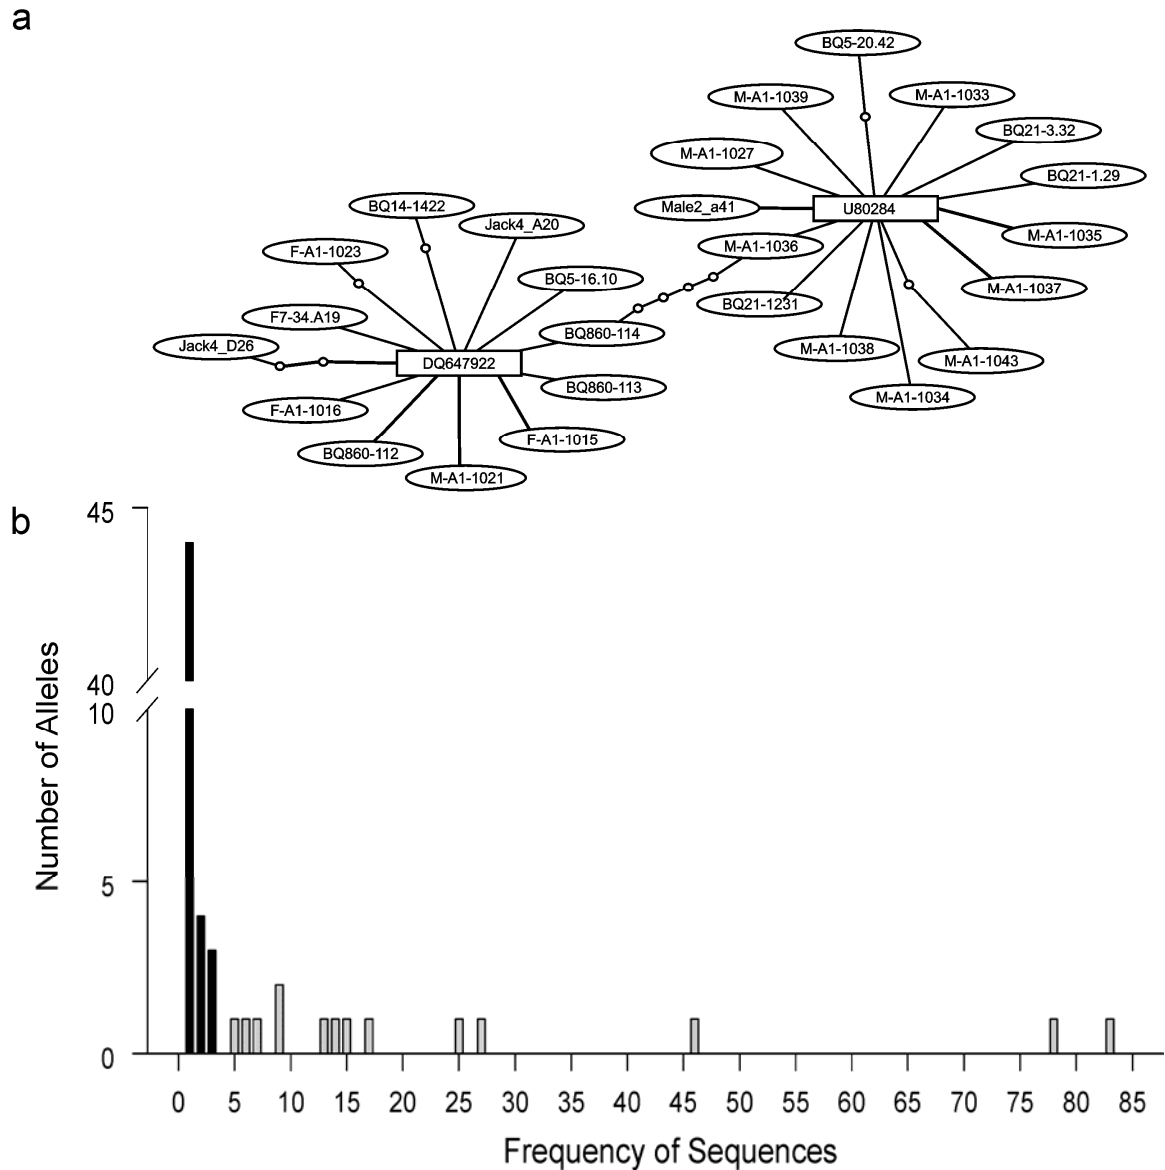 a
BQ5-20.42
M-A1-1039
M-A1-1033
BQ21-3.32
M-A1-1027
BQ21-1.29
BQ14-1422
Male2_a41
U80284
Jack4_A20
M-A1-1035
F-A1-1023
M-A1-1036
BQ5-16.10
M-A1-1037
BQ21-1231
F7-34.A19
BQ860-114
Jack4_D26
M-A1-1038
DQ647922
M-A1-1043
BQ860-113
M-A1-1034
F-A1-1016
F-A1-1015
BQ860-112
M-A1-1021
b
45
40
10
5
0
Number of Alleles
0 5 10 15 20 25 30 35 40 45 50 55 60 65 70 75 80 85
Frequency of Sequences